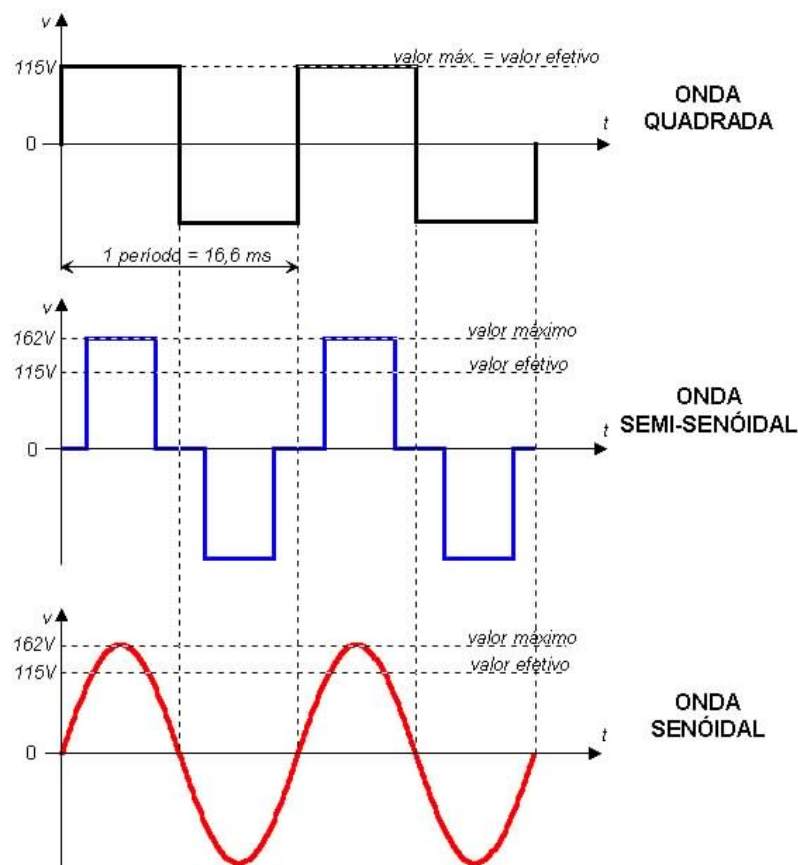 v
115V
valor máx. = valor efetivo
ONDA
QUADRADA
0
t
1 período = 16,6 ms
v
162V
valor máximo
115V
valor efetivo
ONDA
SEMI-SENÓIDAL
0
t
v
162V
valor máximo
115V
valor efetivo
ONDA
SENÓIDAL
0
t